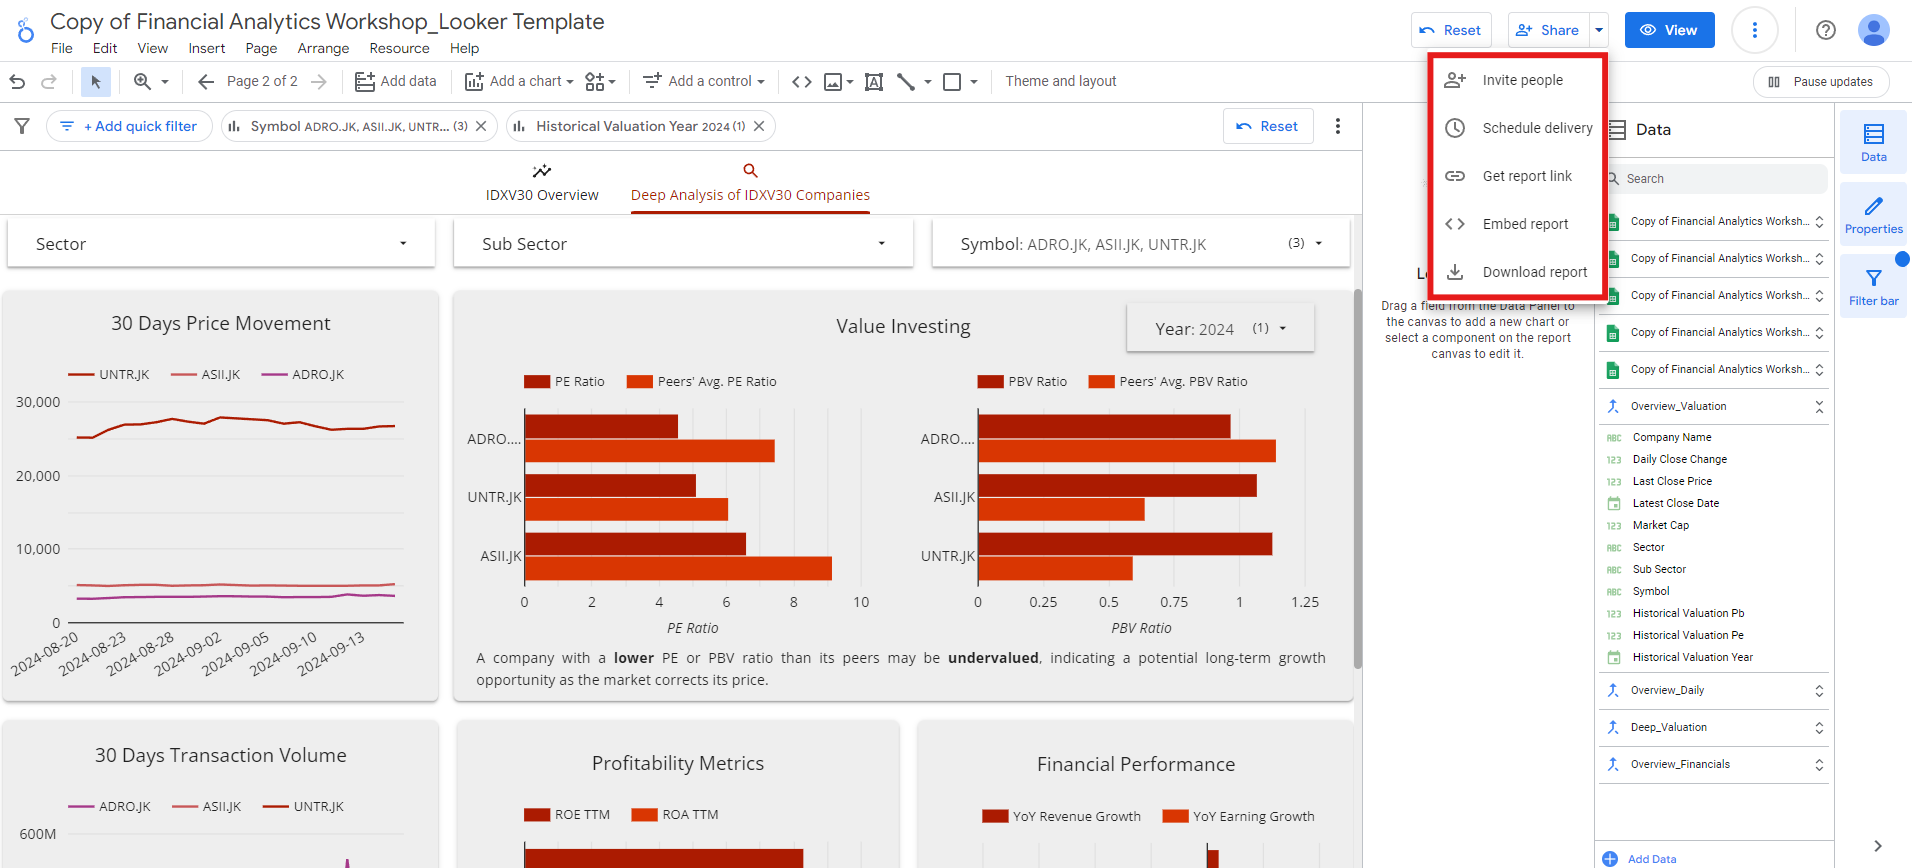 Copy of Financial Analytics Workshop_Looker Template
File Edit View Insert Page Arrange Resource Help
Reset
Share
View
Page 2 of 2
Add data
Add a chart
Add a control
Theme and layout
Pause updates
Invite people
Schedule delivery
Get report link
Embed report
Download report
+ Add quick filter
Symbol ADRO.JK, ASII.JK, UNTR... (3)
Historical Valuation Year 2024 (1)
Reset
IDXV30 Overview
Deep Analysis of IDXV30 Companies
Sector
Sub Sector
Symbol: ADRO.JK, ASII.JK, UNTR.JK (3)
30 Days Price Movement
UNTR.JK ASII.JK ADRO.JK
30,000
20,000
10,000
0
2024-08-20 2024-08-23 2024-08-28 2024-09-02 2024-09-05 2024-09-10 2024-09-13
Value Investing
Year: 2024 (1)
PE Ratio Peers' Avg. PE Ratio
ADRO....
UNTR.JK
ASII.JK
0 2 4 6 8 10
PE Ratio
PBV Ratio Peers' Avg. PBV Ratio
ADRO....
ASII.JK
UNTR.JK
0 0.25 0.5 0.75 1 1.25
PBV Ratio
A company with a lower PE or PBV ratio than its peers may be undervalued, indicating a potential long-term growth
opportunity as the market corrects its price.
30 Days Transaction Volume
ADRO.JK ASII.JK UNTR.JK
600M
Profitability Metrics
ROE TTM ROA TTM
Financial Performance
YoY Revenue Growth YoY Earning Growth
Drag a field from the Data Panel to
the canvas to add a new chart or
select a component on the report
canvas to edit it.
Data
Search
Copy of Financial Analytics Worksh...
Copy of Financial Analytics Worksh...
Copy of Financial Analytics Worksh...
Copy of Financial Analytics Worksh...
Copy of Financial Analytics Worksh...
Overview_Valuation
ABC Company Name
123 Daily Close Change
123 Last Close Price
Latest Close Date
123 Market Cap
ABC Sector
ABC Sub Sector
ABC Symbol
123 Historical Valuation Pb
123 Historical Valuation Pe
Historical Valuation Year
Overview_Daily
Deep_Valuation
Overview_Financials
Add Data
Data
Properties
Filter bar